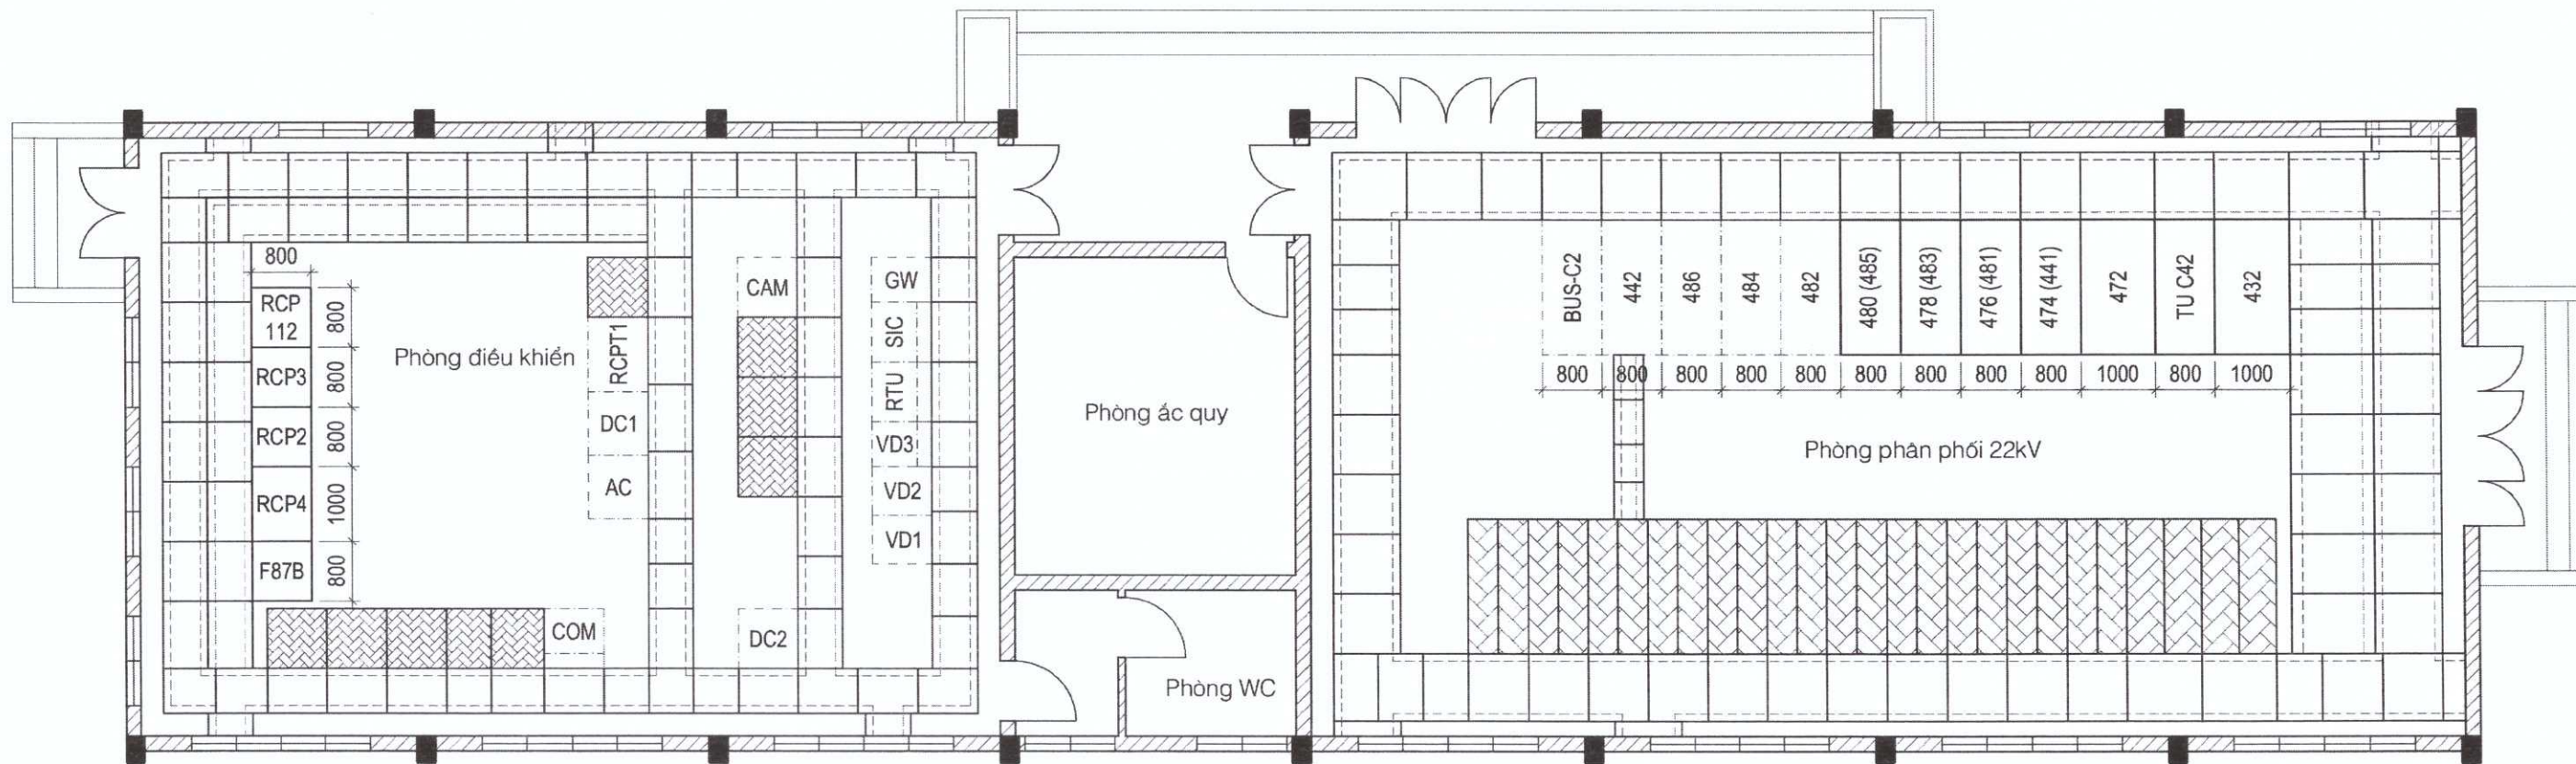 800
RCP
112
800
RCP3
800
RCP2
800
RCP4
1000
F87B
800
Phòng điều khiển
RCPT1
DC1
AC
COM
CAM
DC2
GW
SIC
RTU
VD3
VD2
VD1
Phòng ắc quy
Phòng WC
BUS-C2
442
486
484
482
480 (485)
478 (483)
476 (481)
474 (441)
472
TU C42
432
800
800
800
800
800
800
800
800
800
1000
800
1000
Phòng phân phối 22kV